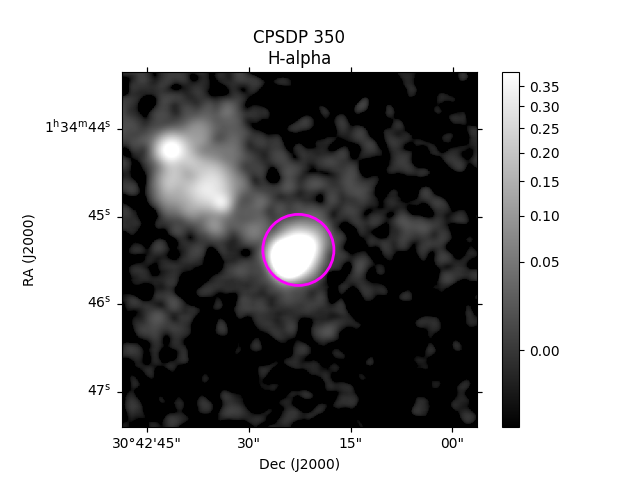 CPSDP 350
H-alpha
1h34m44s
45s
46s
47s
RA (J2000)
30°42'45"
30"
15"
00"
Dec (J2000)
0.35
0.30
0.25
0.20
0.15
0.10
0.05
0.00